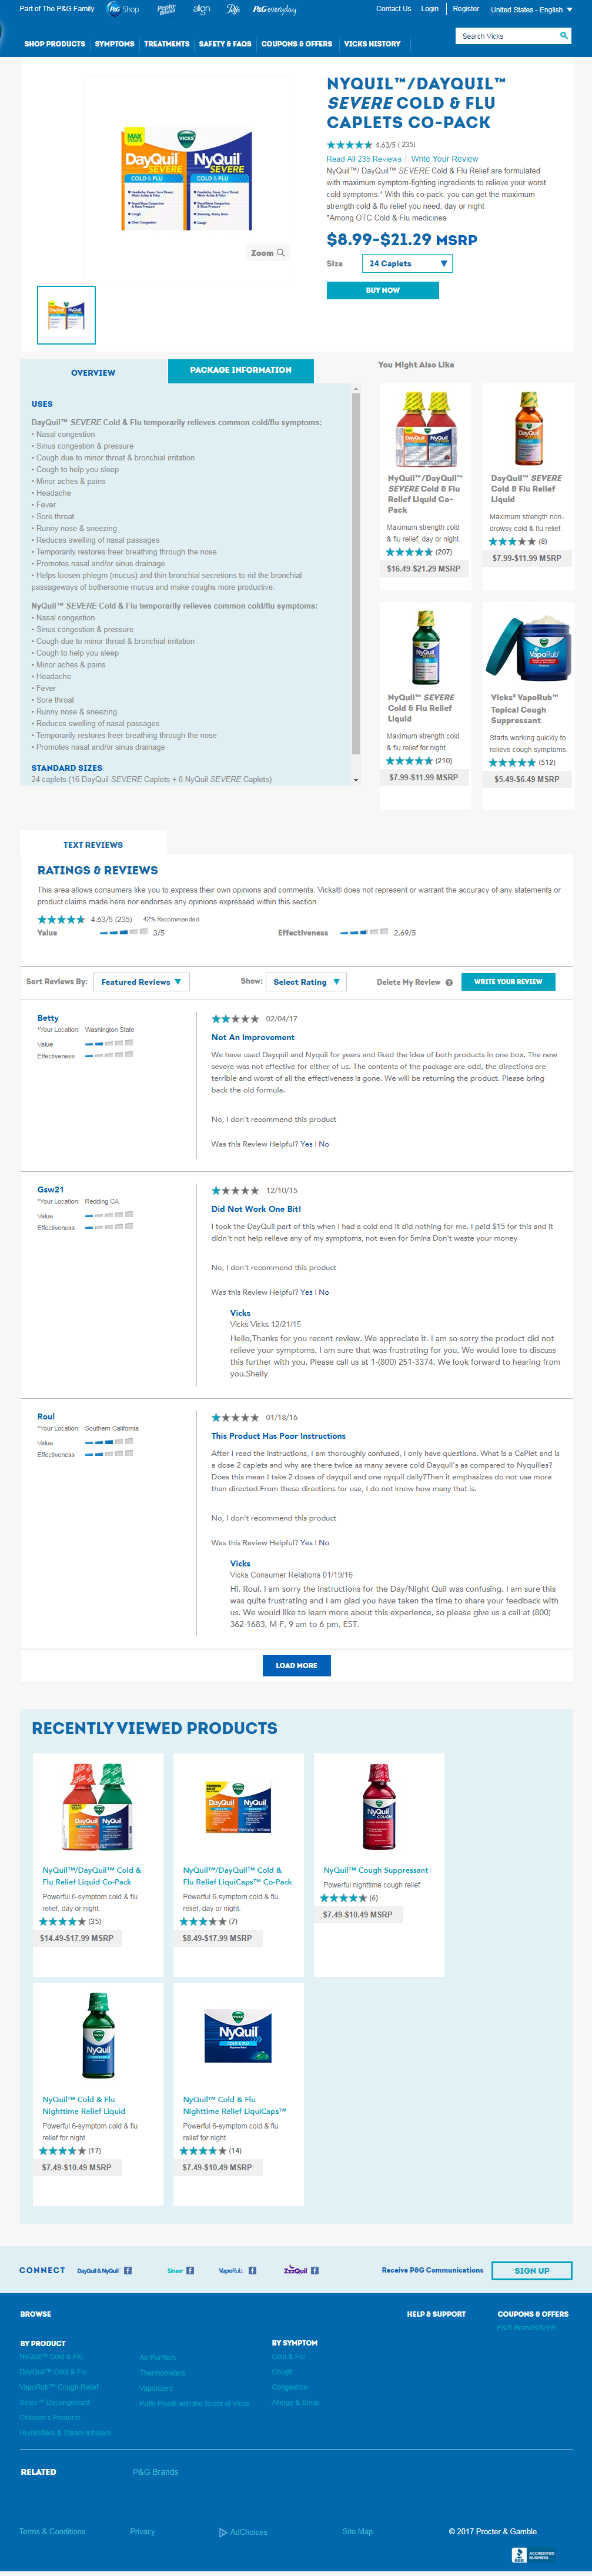 Part of The P&G Family
P&G Shop
Pepto Bismol
align
P&G everyday
Contact Us
Login
Register
United States - English
SHOP PRODUCTS
SYMPTOMS
TREATMENTS
SAFETY & FAQS
COUPONS & OFFERS
VICKS HISTORY
Search Vicks
NYQUIL™/DAYQUIL™
SEVERE COLD & FLU
CAPLETS CO-PACK
4.63/5 ( 235)
Read All 235 Reviews | Write Your Review
NyQuil™/ DayQuil™ SEVERE Cold & Flu Relief are formulated
with maximum symptom-fighting ingredients to relieve your worst
cold symptoms.* With this co-pack, you can get the maximum
strength cold & flu relief you need, day or night
*Among OTC Cold & Flu medicines
$8.99-$21.29 MSRP
Size
24 Caplets
BUY NOW
VICKS
DayQuil SEVERE
NyQuil SEVERE
COLD & FLU
COLD & FLU
Zoom
OVERVIEW
PACKAGE INFORMATION
USES
DayQuil™ SEVERE Cold & Flu temporarily relieves common cold/flu symptoms:
• Nasal congestion
• Sinus congestion & pressure
• Cough due to minor throat & bronchial irritation
• Cough to help you sleep
• Minor aches & pains
• Headache
• Fever
• Sore throat
• Runny nose & sneezing
• Reduces swelling of nasal passages
• Temporarily restores freer breathing through the nose
• Promotes nasal and/or sinus drainage
• Helps loosen phlegm (mucus) and thin bronchial secretions to rid the bronchial
passageways of bothersome mucus and make coughs more productive.
NyQuil™ SEVERE Cold & Flu temporarily relieves common cold/flu symptoms:
• Nasal congestion
• Sinus congestion & pressure
• Cough due to minor throat & bronchial irritation
• Cough to help you sleep
• Minor aches & pains
• Headache
• Fever
• Sore throat
• Runny nose & sneezing
• Reduces swelling of nasal passages
• Temporarily restores freer breathing through the nose
• Promotes nasal and/or sinus drainage
STANDARD SIZES
24 caplets (16 DayQuil SEVERE Caplets + 8 NyQuil SEVERE Caplets)
You Might Also Like
NyQuil™/DayQuil™
SEVERE Cold & Flu
Relief Liquid Co-
Pack
Maximum strength cold
& flu relief, day or night.
(207)
$16.49-$21.29 MSRP
DayQuil™ SEVERE
Cold & Flu Relief
Liquid
Maximum strength non-
drowsy cold & flu relief.
(8)
$7.99-$11.99 MSRP
NyQuil™ SEVERE
Cold & Flu Relief
Liquid
Maximum strength cold
& flu relief for night.
(210)
$7.99-$11.99 MSRP
Vicks® VapoRub™
Topical Cough
Suppressant
Starts working quickly to
relieve cough symptoms.
(512)
$5.49-$6.49 MSRP
TEXT REVIEWS
RATINGS & REVIEWS
This area allows consumers like you to express their own opinions and comments. Vicks® does not represent or warrant the accuracy of any statements or
product claims made here nor endorses any opinions expressed within this section.
4.63/5 (235)
42% Recommended
Value
3/5
Effectiveness
2.69/5
Sort Reviews By:
Featured Reviews
Show:
Select Rating
Delete My Review
WRITE YOUR REVIEW
Betty
*Your Location: Washington State
Value
Effectiveness
02/04/17
Not An Improvement
We have used Dayquil and Nyquil for years and liked the idea of both products in one box. The new
severe was not effective for either of us. The contents of the package are odd, the directions are
terrible and worst of all the effectiveness is gone. We will be returning the product. Please bring
back the old formula.
No, I don't recommend this product
Was this Review Helpful? Yes | No
Gsw21
*Your Location: Redding CA
Value
Effectiveness
12/10/15
Did Not Work One Bit!
I took the DayQuil part of this when I had a cold and it did nothing for me. I paid $15 for this and it
didn't not help relieve any of my symptoms, not even for 5mins Don't waste your money
No, I don't recommend this product
Was this Review Helpful? Yes | No
Vicks
Vicks Vicks 12/21/15
Hello,Thanks for you recent review. We appreciate it. I am so sorry the product did not
relieve your symptoms. I am sure that was frustrating for you. We would love to discuss
this further with you. Please call us at 1-(800) 251-3374. We look forward to hearing from
you.Shelly
Roul
*Your Location: Southern California
Value
Effectiveness
01/18/16
This Product Has Poor Instructions
After I read the instructions, I am thoroughly confused, I only have questions. What is a CaPlet and is
a dose 2 caplets and why are there twice as many severe cold Dayquil's as compared to Nyquilles?
Does this mean I take 2 doses of dayquil and one nyquil daily?Then it emphasizes do not use more
than directed.From these directions for use, I do not know how many that is.
No, I don't recommend this product
Was this Review Helpful? Yes | No
Vicks
Vicks Consumer Relations 01/19/16
Hi, Roul. I am sorry the instructions for the Day/Night Quil was confusing. I am sure this
was quite frustrating and I am glad you have taken the time to share your feedback with
us. We would like to learn more about this experience, so please give us a call at (800)
362-1683, M-F, 9 am to 6 pm, EST.
LOAD MORE
RECENTLY VIEWED PRODUCTS
NyQuil™/DayQuil™ Cold &
Flu Relief Liquid Co-Pack
Powerful 6-symptom cold & flu
relief, day or night.
(35)
$14.49-$17.99 MSRP
NyQuil™/DayQuil™ Cold &
Flu Relief LiquiCaps™ Co-Pack
Powerful 6-symptom cold & flu
relief, day or night.
(7)
$8.49-$17.99 MSRP
NyQuil™ Cough Suppressant
Powerful nighttime cough relief.
(6)
$7.49-$10.49 MSRP
NyQuil™ Cold & Flu
Nighttime Relief Liquid
Powerful 6-symptom cold & flu
relief for night.
(17)
$7.49-$10.49 MSRP
NyQuil™ Cold & Flu
Nighttime Relief LiquiCaps™
Powerful 6-symptom cold & flu
relief for night.
(14)
$7.49-$10.49 MSRP
CONNECT
DayQuil & NyQuil
Sinex
VapoRub
ZzzQuil
Receive P&G Communications
SIGN UP
BROWSE
HELP & SUPPORT
COUPONS & OFFERS
P&G BrandSAVER
BY PRODUCT
NyQuil™ Cold & Flu
DayQuil™ Cold & Flu
VapoRub™ Cough Relief
Sinex™ Decongestant
Children's Products
Humidifiers & Steam Inhalers
Air Purifiers
Thermometers
Vaporizers
Puffs Plus® with the Scent of Vicks
BY SYMPTOM
Cold & Flu
Cough
Congestion
Allergy & Sinus
RELATED
P&G Brands
Terms & Conditions
Privacy
AdChoices
Site Map
© 2017 Procter & Gamble
BBB
ACCREDITED
BUSINESS